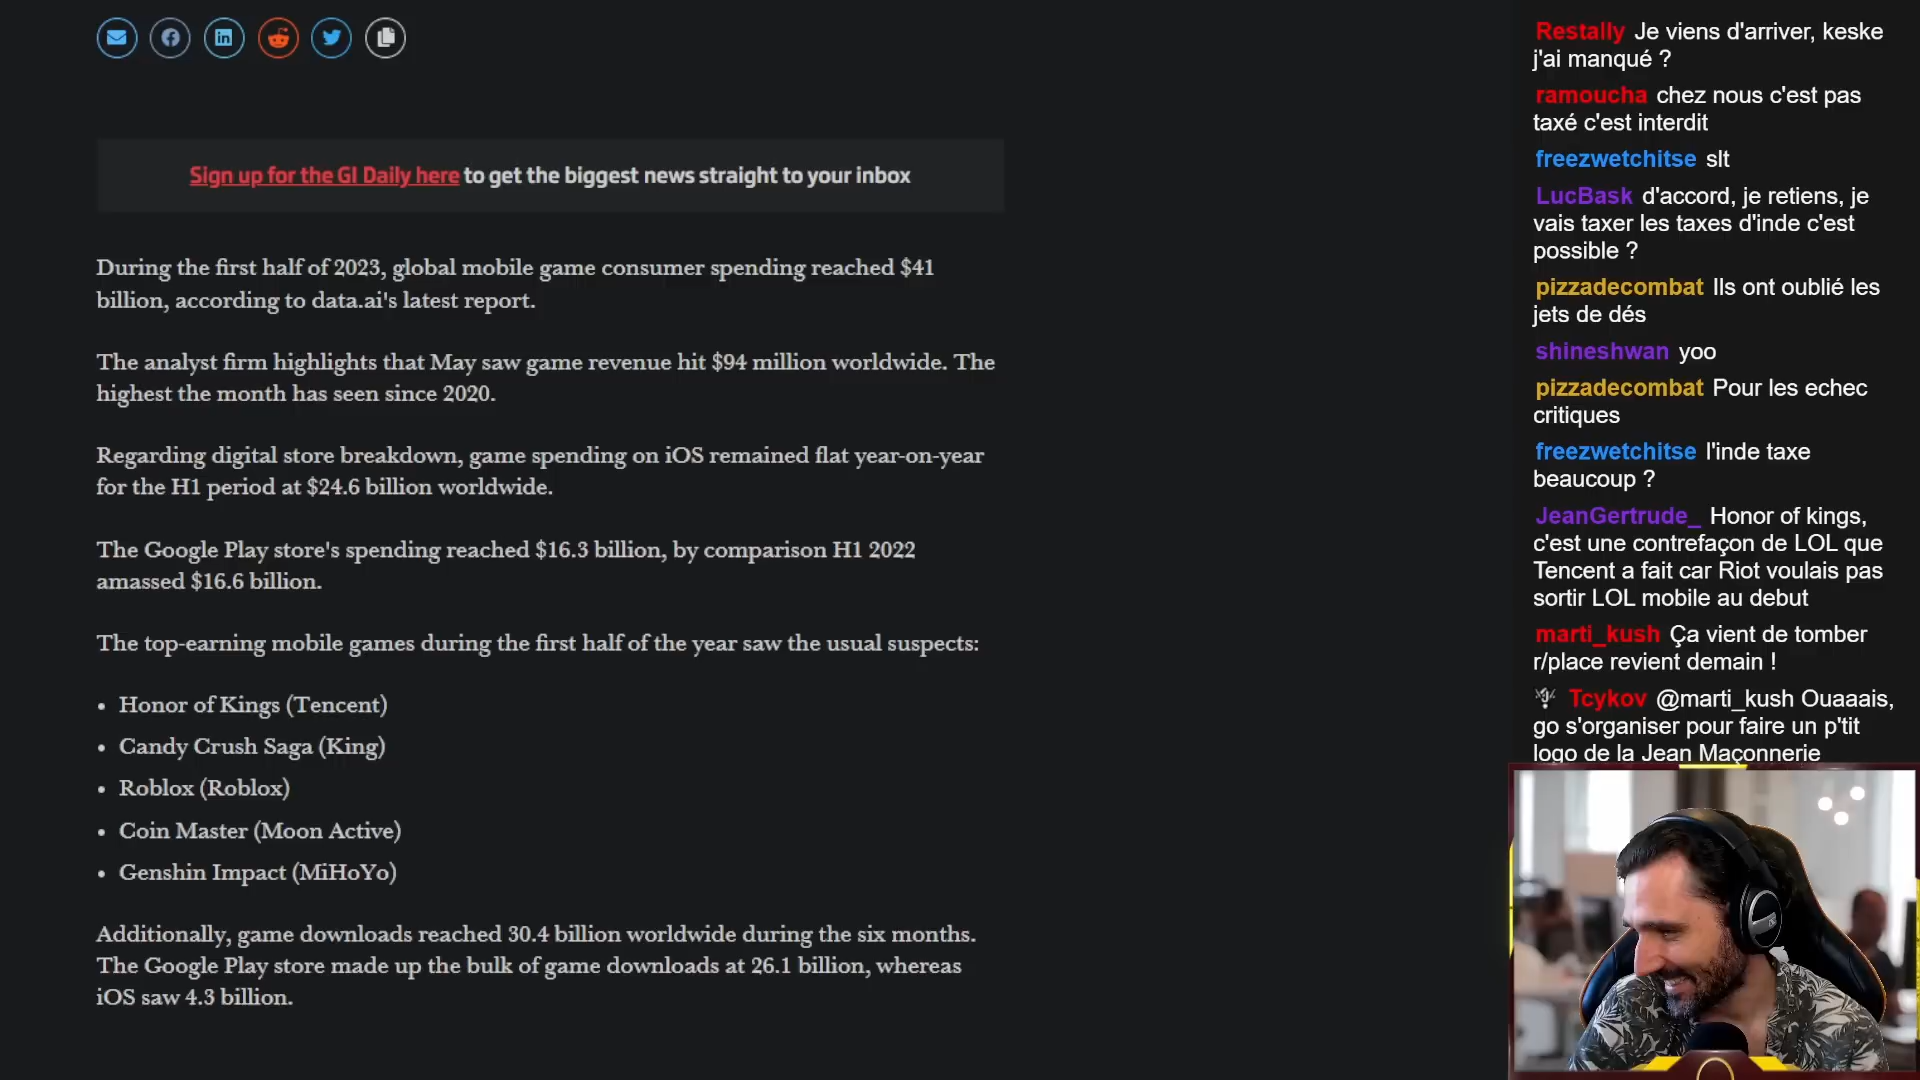 Sign up for the GI Daily here to get the biggest news straight to your inbox
During the first half of 2023, global mobile game consumer spending reached $41
billion, according to data.ai's latest report.
The analyst firm highlights that May saw game revenue hit $94 million worldwide. The
highest the month has seen since 2020.
Regarding digital store breakdown, game spending on iOS remained flat year-on-year
for the H1 period at $24.6 billion worldwide.
The Google Play store's spending reached $16.3 billion, by comparison H1 2022
amassed $16.6 billion.
The top-earning mobile games during the first half of the year saw the usual suspects:
• Honor of Kings (Tencent)
• Candy Crush Saga (King)
• Roblox (Roblox)
• Coin Master (Moon Active)
• Genshin Impact (MiHoYo)
Additionally, game downloads reached 30.4 billion worldwide during the six months.
The Google Play store made up the bulk of game downloads at 26.1 billion, whereas
iOS saw 4.3 billion.
Restally Je viens d'arriver, keske
j'ai manqué ?
ramoucha chez nous c'est pas
taxé c'est interdit
freezwetchitse slt
LucBask d'accord, je retiens, je
vais taxer les taxes d'inde c'est
possible ?
pizzadecombat Ils ont oublié les
jets de dés
shineshwan yoo
pizzadecombat Pour les echec
critiques
freezwetchitse l'inde taxe
beaucoup ?
JeanGertrude_ Honor of kings,
c'est une contrefaçon de LOL que
Tencent a fait car Riot voulais pas
sortir LOL mobile au debut
marti_kush Ça vient de tomber
r/place revient demain !
Tcykov @marti_kush Ouaaais,
go s'organiser pour faire un p'tit
logo de la Jean Maçonnerie